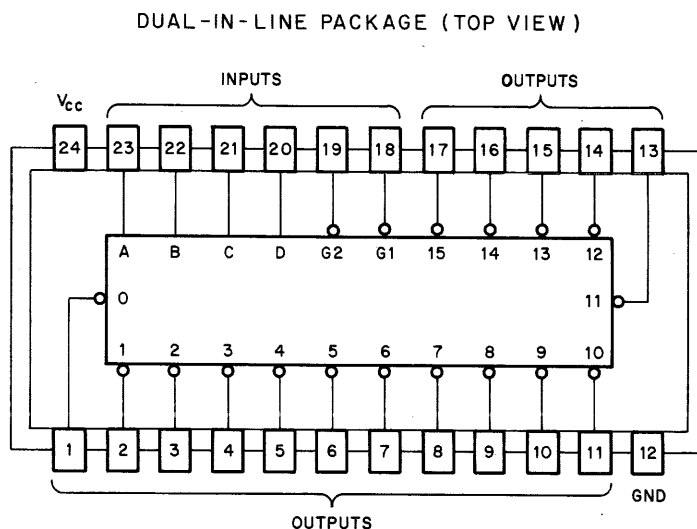 DUAL-IN-LINE PACKAGE (TOP VIEW)
INPUTS OUTPUTS
VCC
24 23 22 21 20 19 18 17 16 15 14 13
A B C D G2 G1 15 14 13 12
0 11
1 2 3 4 5 6 7 8 9 10
1 2 3 4 5 6 7 8 9 10 11 12
GND
OUTPUTS